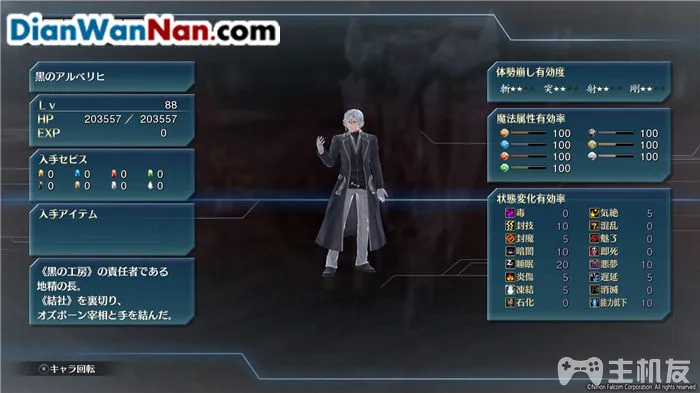 DianWanNan.com
黒のアルベリヒ
Lv 88
HP 203557 / 203557
EXP 0
入手セピス
0 0 0 0
0 0 0 0
入手アイテム
《黒の工房》の責任者である
地精の長。
《結社》を裏切り、
オズボーン宰相と手を結んだ。
キャラ回転
体勢崩し有効度
斬★★★★ 突★★★★ 射★★★★ 剛★★★★
魔法属性有効率
100 100
100 100
100 100
100
状態変化有効率
毒 0 気絶 5
封技 10 混乱 0
封魔 5 魅了 0
暗闇 10 即死 0
睡眠 20 悪夢 10
炎傷 5 遅延 5
凍結 5 消滅 0
石化 0 能力低下 10
主机友
©Nihon Falcom Corporation. All rights reserved.